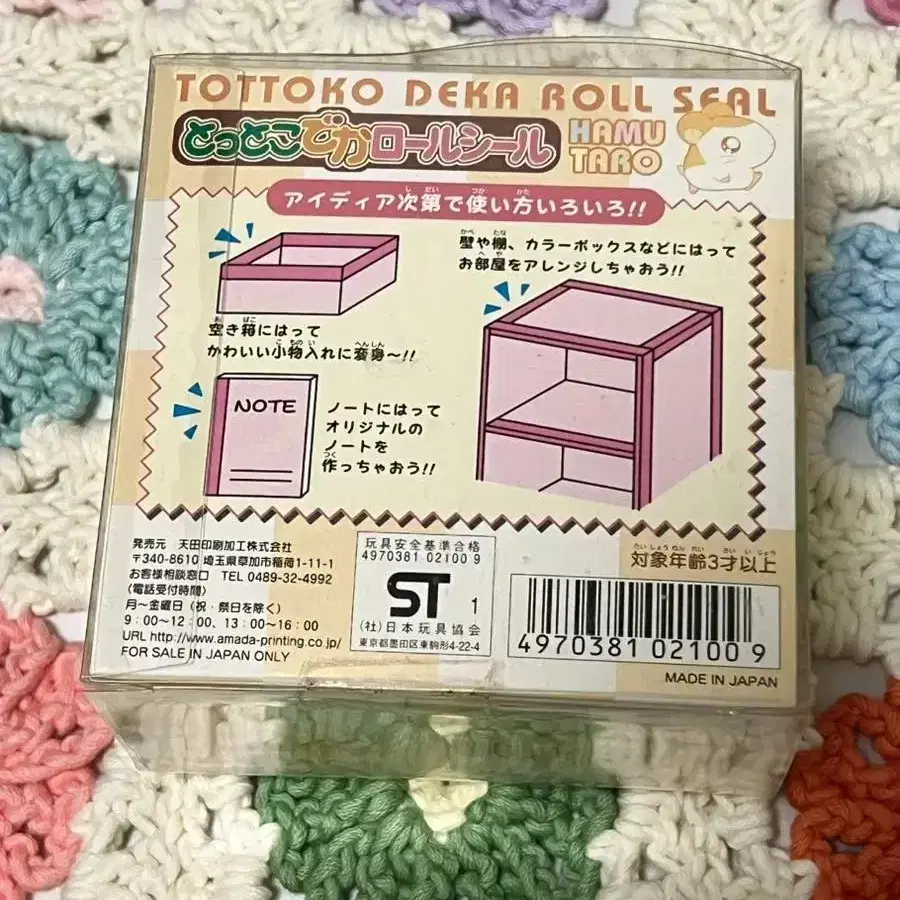 TOTTOKO DEKA ROLL SEAL
とっとこでかロールシール
HAMU
TARO
アイディア次第で使い方いろいろ!!
空き箱にはって
かわいい小物入れに変身〜!!
壁や棚、カラーボックスなどにはって
お部屋をアレンジしちゃおう!!
NOTE
ノートにはって
オリジナルの
ノートを
作っちゃおう!!
発売元 天田印刷加工株式会社
〒340-8610 埼玉県草加市稲荷1-11-1
お客様相談窓口 TEL 0489-32-4992
〈電話受付時間〉
月〜金曜日(祝・祭日を除く)
9:00〜12:00、13:00〜16:00
URL http://www.amada-printing.co.jp/
FOR SALE IN JAPAN ONLY
玩具安全基準合格
4970381 02100 9
ST 1
(社)日本玩具協会
東京都墨田区東駒形4-22-4
対象年齢3才以上
4970381 021009
MADE IN JAPAN